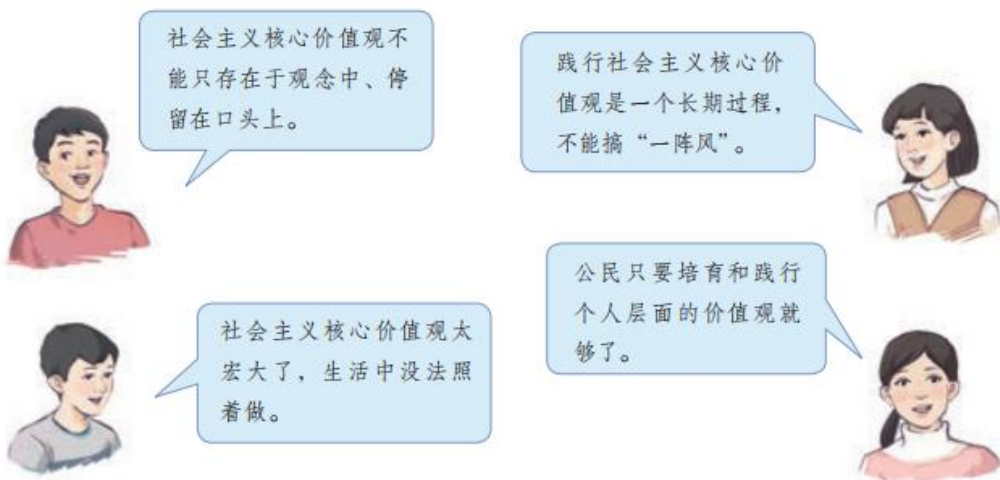 社会主义核心价值观不
能只存在于观念中、停
留在口头上。
践行社会主义核心价
值观是一个长期过程，
不能搞“一阵风”。
社会主义核心价值观太
宏大了，生活中没法照
着做。
公民只要培育和践行
个人层面的价值观就
够了。